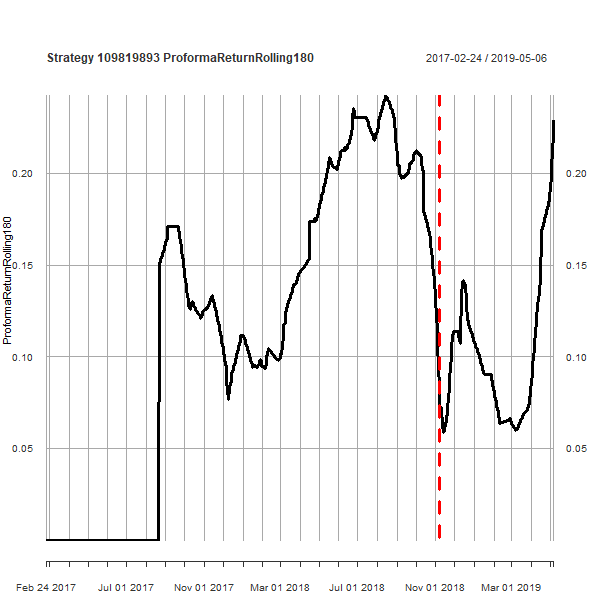 Strategy 109819893 ProformaReturnRolling180
2017-02-24 / 2019-05-06
ProformaReturnRolling180
0.20
0.20
0.15
0.15
0.10
0.10
0.05
0.05
Feb 24 2017
Jul 01 2017
Nov 01 2017
Mar 01 2018
Jul 01 2018
Nov 01 2018
Mar 01 2019